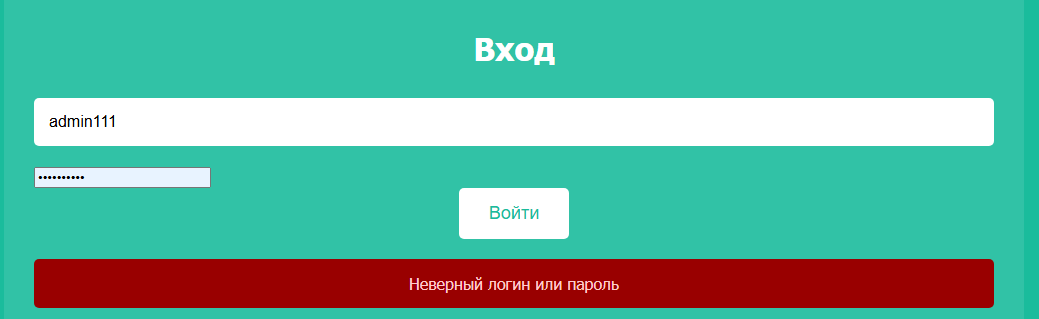 Вход
admin111
••••••••••
Войти
Неверный логин или пароль